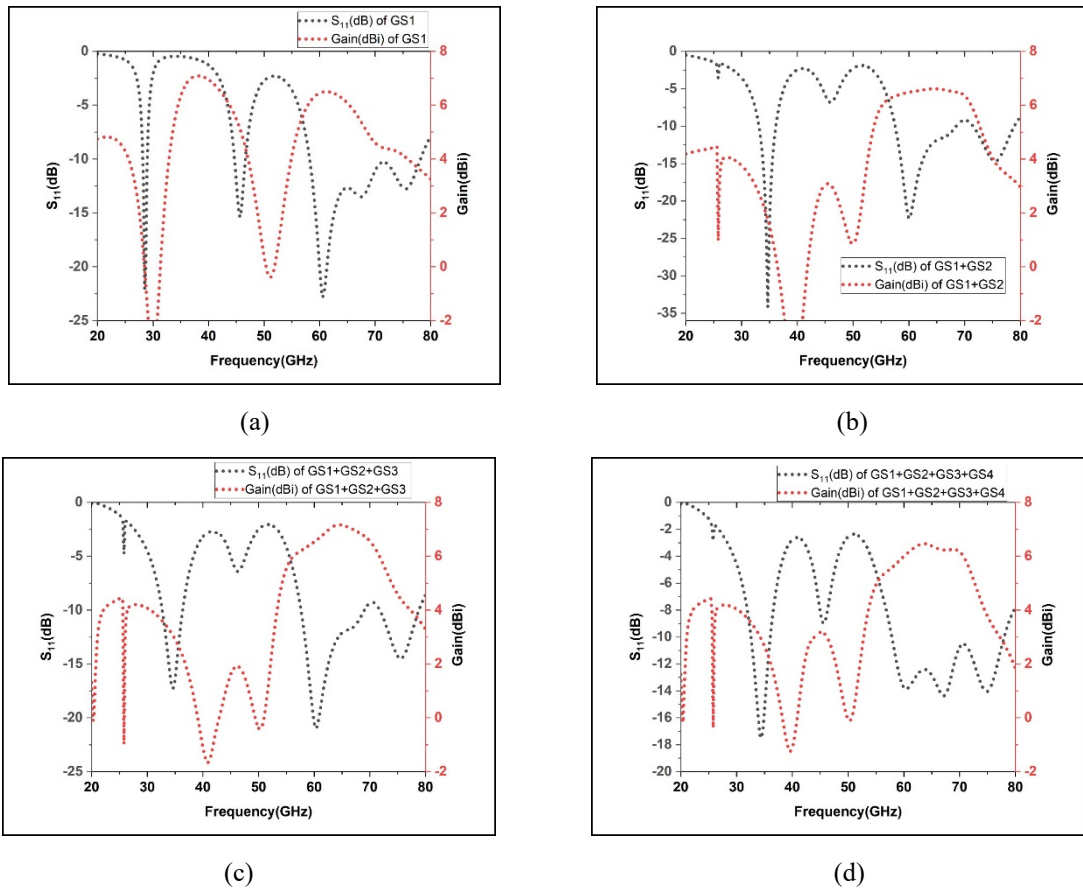 S11(dB) of GS1
Gain(dBi) of GS1
0
-5
-10
-15
-20
-25
S11(dB)
8
6
4
2
0
-2
Gain(dBi)
20 30 40 50 60 70 80
Frequency(GHz)
(a)
S11(dB) of GS1+GS2
Gain(dBi) of GS1+GS2
0
-5
-10
-15
-20
-25
-30
-35
S11(dB)
8
6
4
2
0
-2
Gain(dBi)
20 30 40 50 60 70 80
Frequency(GHz)
(b)
S11(dB) of GS1+GS2+GS3
Gain(dBi) of GS1+GS2+GS3
0
-5
-10
-15
-20
-25
S11(dB)
8
6
4
2
0
-2
Gain(dBi)
20 30 40 50 60 70 80
Frequency(GHz)
(c)
S11(dB) of GS1+GS2+GS3+GS4
Gain(dBi) of GS1+GS2+GS3+GS4
0
-2
-4
-6
-8
-10
-12
-14
-16
-18
-20
S11(dB)
8
6
4
2
0
-2
Gain(dBi)
20 30 40 50 60 70 80
Frequency(GHz)
(d)